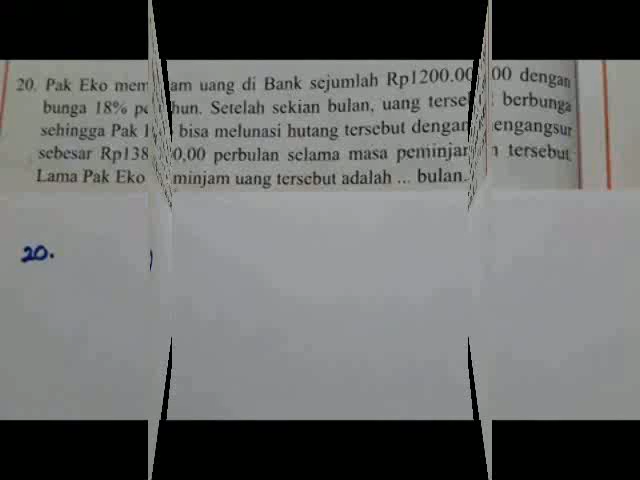 20. Pak Eko mem am uang di Bank sejumlah Rp1200.00 00 dengan
bunga 18% hun. Setelah sekian bulan, uang terse berbunga
sehingga Pak bisa melunasi hutang tersebut dengan engangsur
sebesar Rp138 0,00 perbulan selama masa peminja n tersebut.
Lama Pak Eko minjam uang tersebut adalah ... bulan.
20.